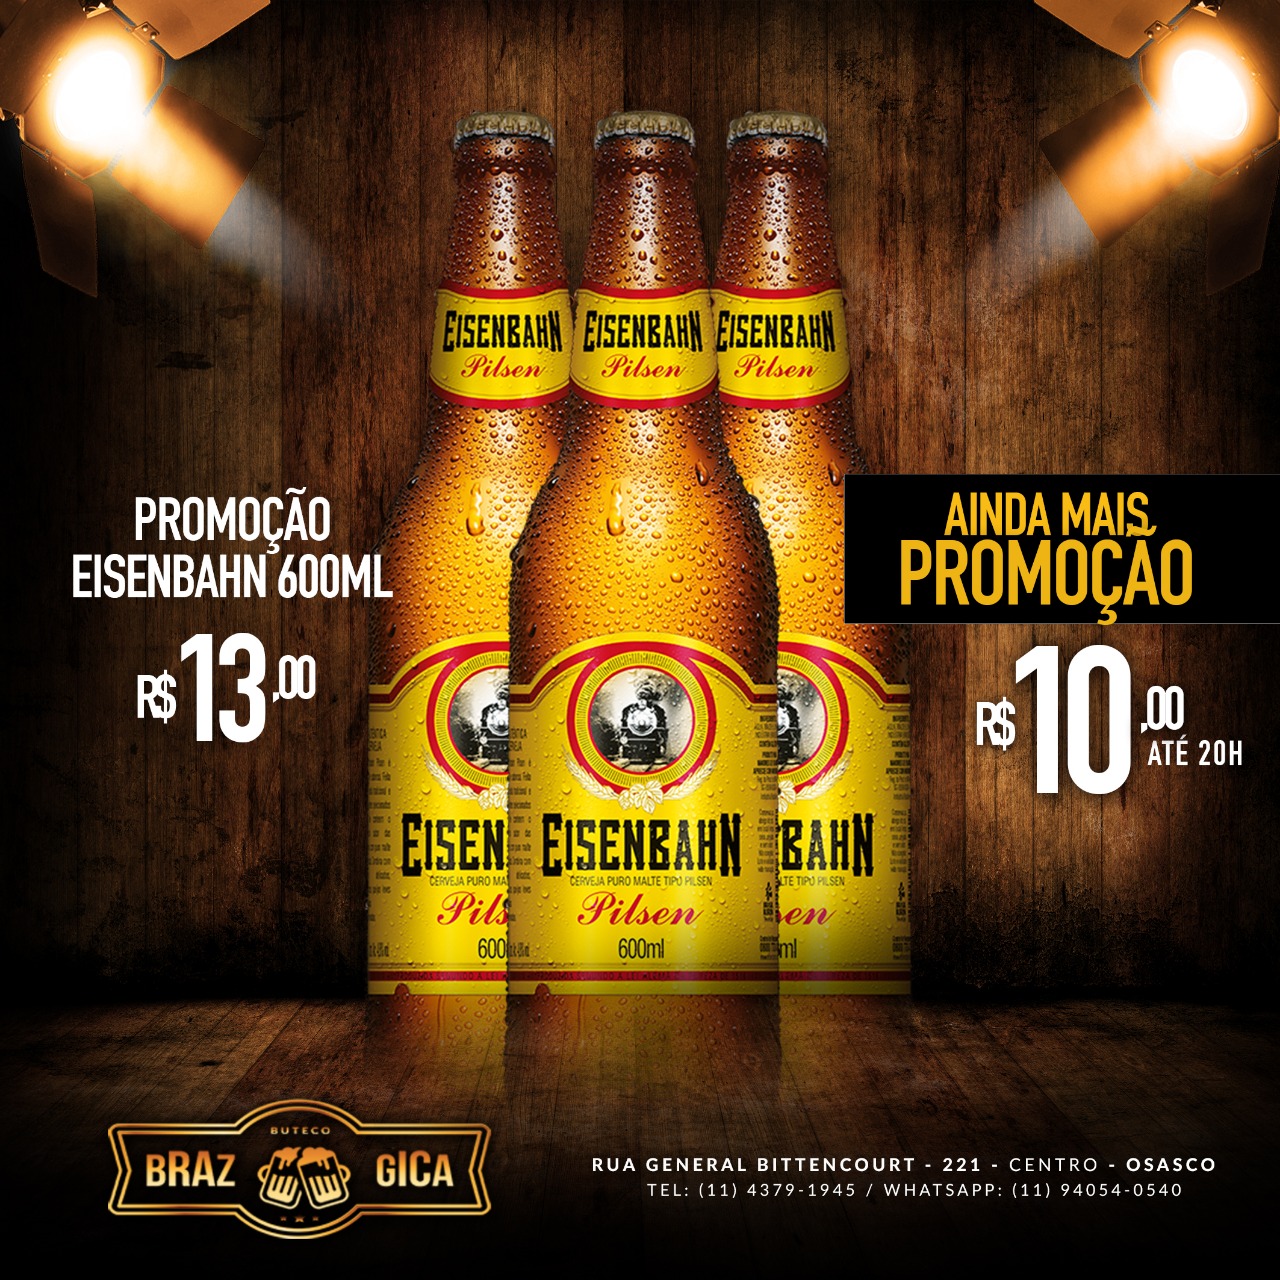 EISENBAHN
Pilsen
EISENBAHN
Pilsen
EISENBAHN
Pilsen
PROMOÇÃO
EISENBAHN 600ML
R$ 13,00
AINDA MAIS
PROMOÇÃO
R$ 10,00
ATÉ 20H
EISENBAHN
CERVEJA PURO MALTE TIPO PILSEN
Pilsen
600ml
BUTECO
BRAZ GICA
RUA GENERAL BITTENCOURT - 221 - CENTRO - OSASCO
TEL: (11) 4379-1945 / WHATSAPP: (11) 94054-0540